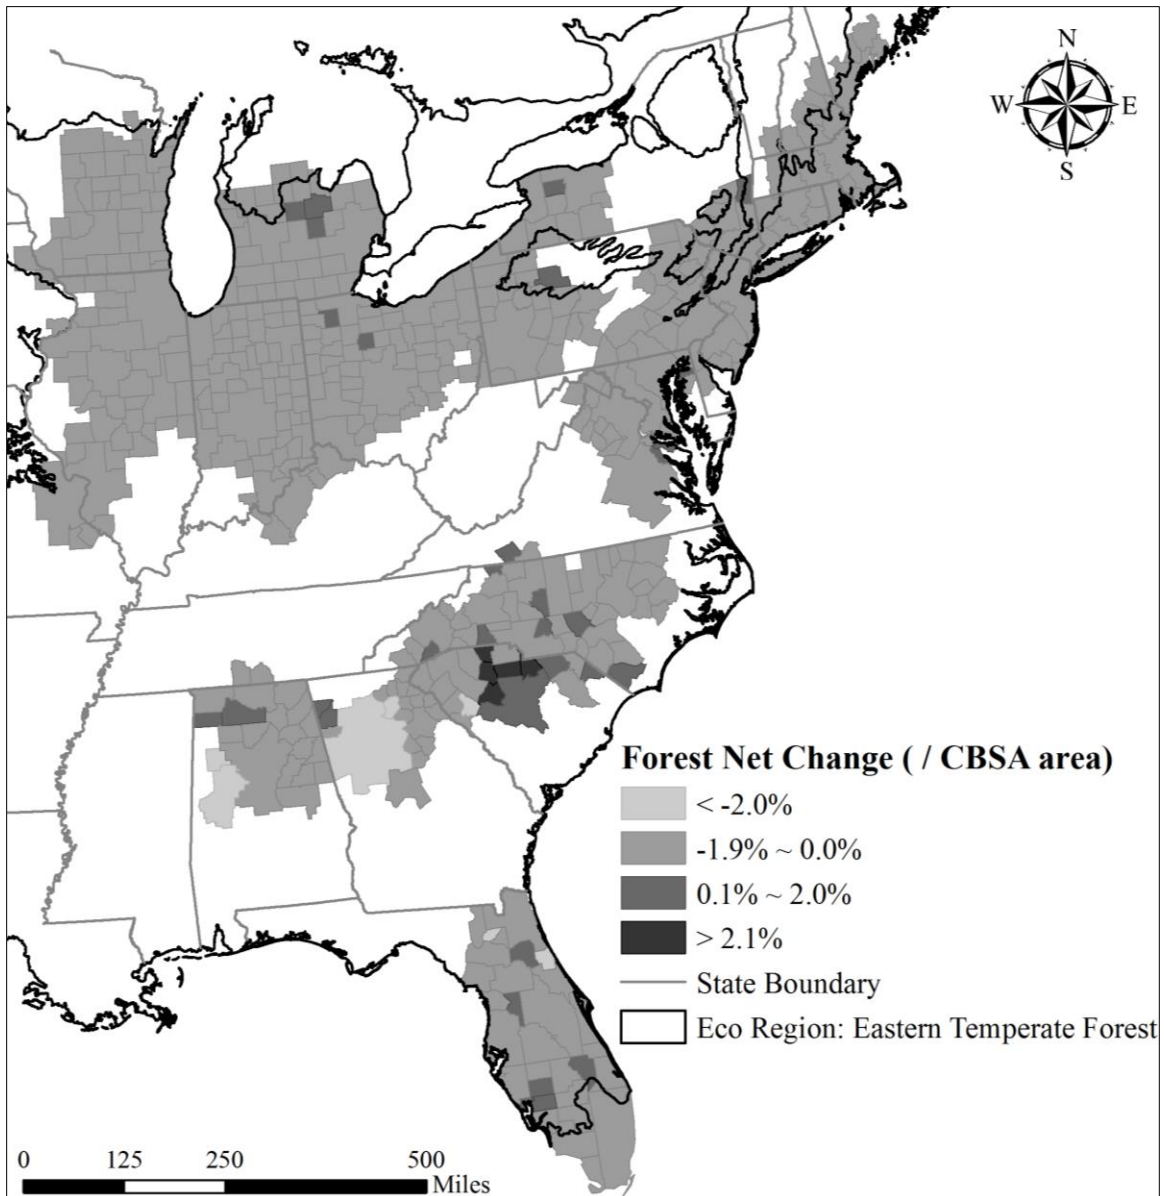 N
W E
S
Forest Net Change ( / CBSA area)
< -2.0%
-1.9% ~ 0.0%
0.1% ~ 2.0%
> 2.1%
State Boundary
Eco Region: Eastern Temperate Forest
0 125 250 500
Miles